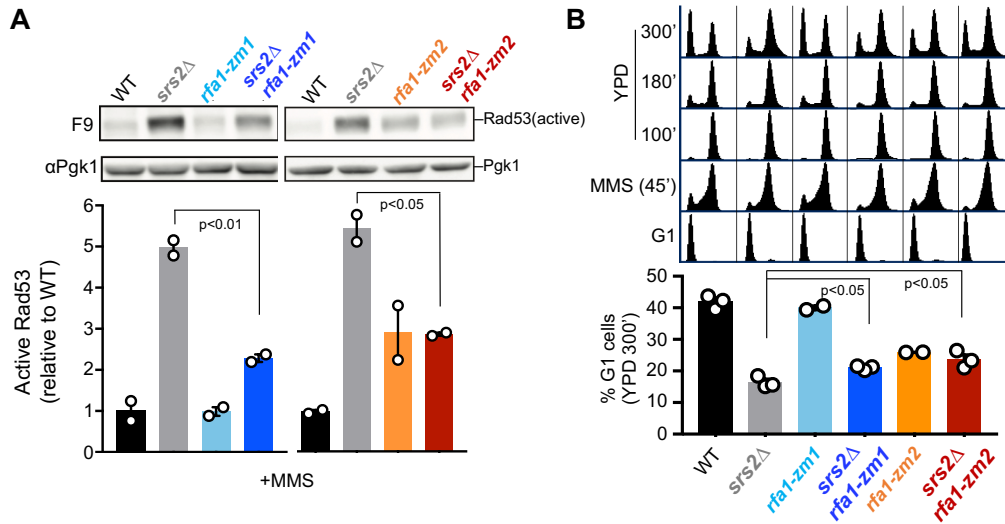 A
WT
srs2Δ
rfa1-zm1
srs2Δ
rfa1-zm1
WT
srs2Δ
rfa1-zm2
srs2Δ
rfa1-zm2
F9
Rad53(active)
αPgk1
Pgk1
p<0.01
p<0.05
Active Rad53
(relative to WT)
6
5
4
3
2
1
0
+MMS
B
YPD
300'
180'
100'
MMS (45')
G1
p<0.05
p<0.05
% G1 cells
(YPD 300')
50
40
30
20
10
0
WT
srs2Δ
rfa1-zm1
srs2Δ
rfa1-zm1
rfa1-zm2
srs2Δ
rfa1-zm2